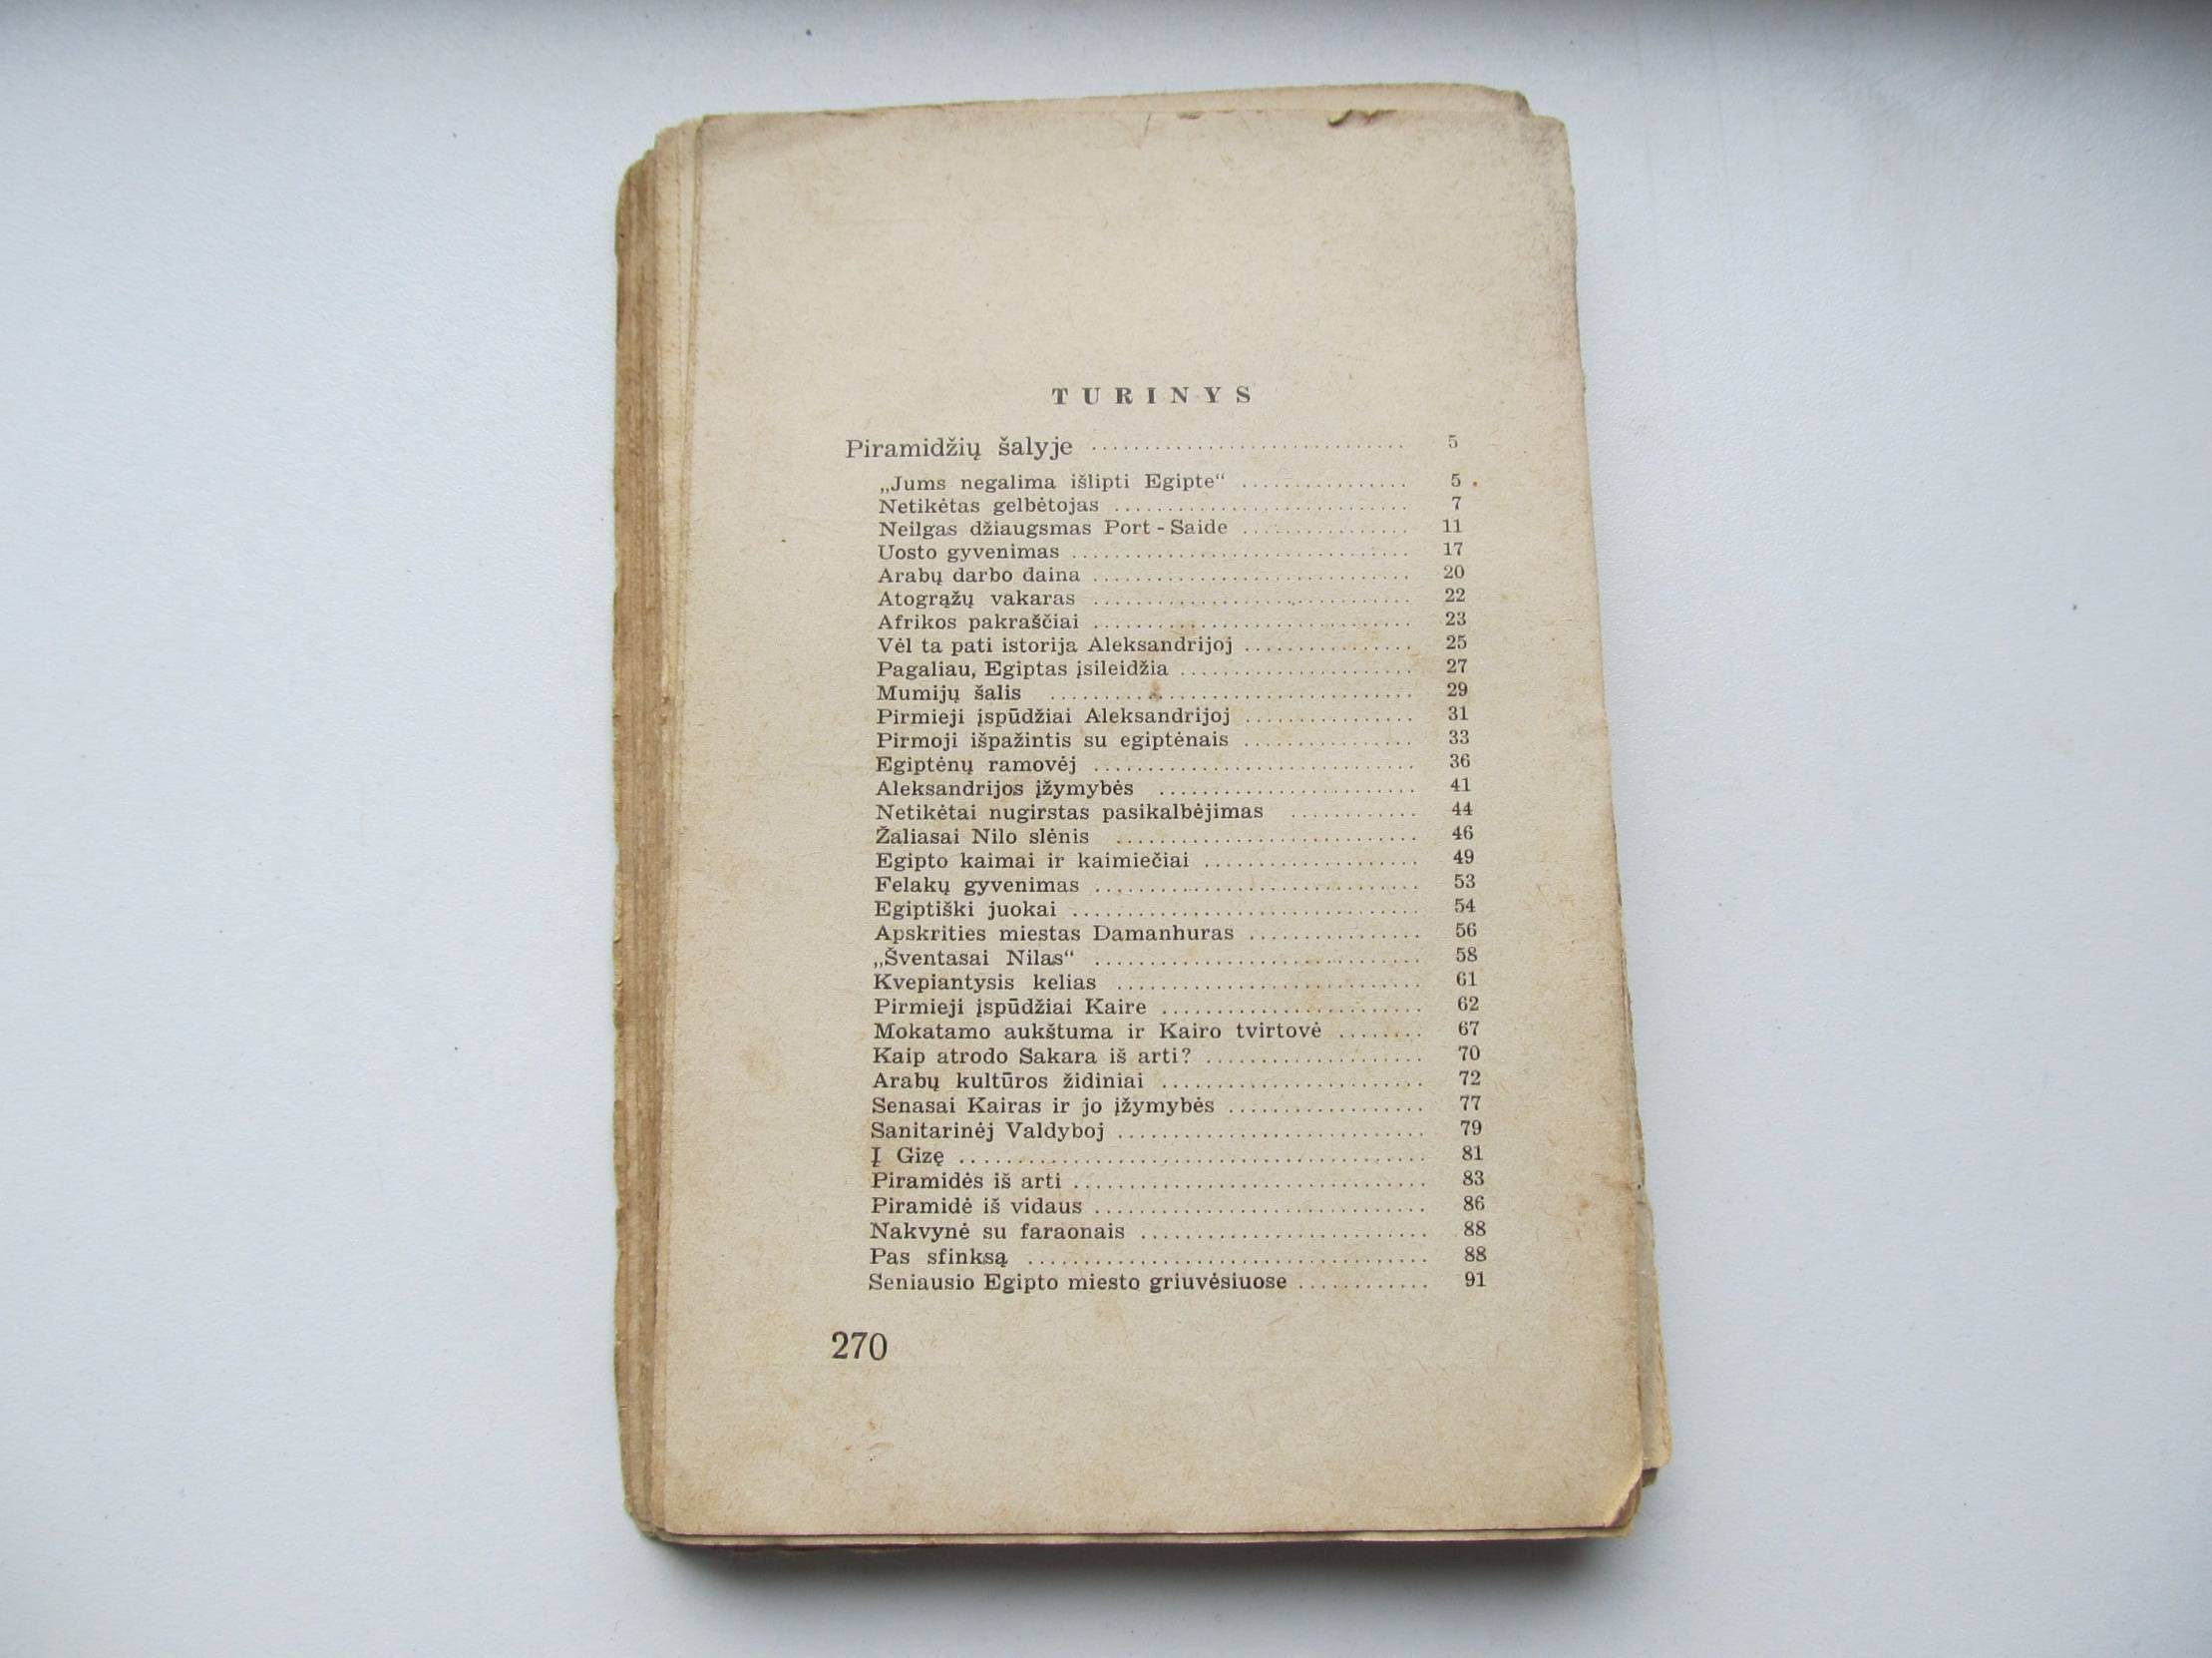 TURINYS
Piramidžių šalyje .............................. 5
„Jums negalima išlipti Egipte“ ................ 5
Netikėtas gelbėtojas ............................ 7
Neilgas džiaugsmas Port-Saide ................ 11
Uosto gyvenimas ................................ 17
Arabų darbo daina .............................. 20
Atogrąžų vakaras .............................. 22
Afrikos pakraščiai .............................. 23
Vėl ta pati istorija Aleksandrijoj ................ 25
Pagaliau, Egiptas įsileidžia ...................... 27
Mumijų šalis .................................. 29
Pirmieji įspūdžiai Aleksandrijoj ................ 31
Pirmoji išpažintis su egiptėnais ................ 33
Egiptėnų ramovėj .............................. 36
Aleksandrijos įžymybės ........................ 41
Netikėtai nugirstas pasikalbėjimas ............ 44
Žaliasai Nilo slėnis ............................ 46
Egipto kaimai ir kaimiečiai .................... 49
Felakų gyvenimas .............................. 53
Egiptiški juokai ................................ 54
Apskrities miestas Damanhuras ................ 56
„Šventasai Nilas“ .............................. 58
Kvepiantysis kelias ............................ 61
Pirmieji įspūdžiai Kaire ........................ 62
Mokatamo aukštuma ir Kairo tvirtovė ........ 67
Kaip atrodo Sakara iš arti? .................... 70
Arabų kultūros židiniai ........................ 72
Senasai Kairas ir jo įžymybės .................. 77
Sanitarinėj Valdyboj ............................ 79
Į Gizę .......................................... 81
Piramidės iš arti ................................ 83
Piramidė iš vidaus .............................. 86
Nakvynė su faraonais .......................... 88
Pas sfinksą .................................... 88
Seniausio Egipto miesto griuvėsiuose ............ 91
270